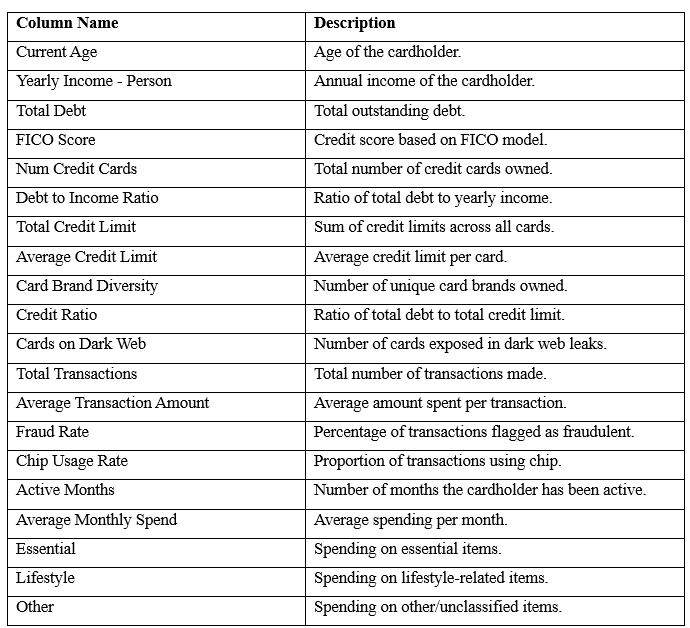 Column Name Description
Current Age Age of the cardholder.
Yearly Income - Person Annual income of the cardholder.
Total Debt Total outstanding debt.
FICO Score Credit score based on FICO model.
Num Credit Cards Total number of credit cards owned.
Debt to Income Ratio Ratio of total debt to yearly income.
Total Credit Limit Sum of credit limits across all cards.
Average Credit Limit Average credit limit per card.
Card Brand Diversity Number of unique card brands owned.
Credit Ratio Ratio of total debt to total credit limit.
Cards on Dark Web Number of cards exposed in dark web leaks.
Total Transactions Total number of transactions made.
Average Transaction Amount Average amount spent per transaction.
Fraud Rate Percentage of transactions flagged as fraudulent.
Chip Usage Rate Proportion of transactions using chip.
Active Months Number of months the cardholder has been active.
Average Monthly Spend Average spending per month.
Essential Spending on essential items.
Lifestyle Spending on lifestyle-related items.
Other Spending on other/unclassified items.